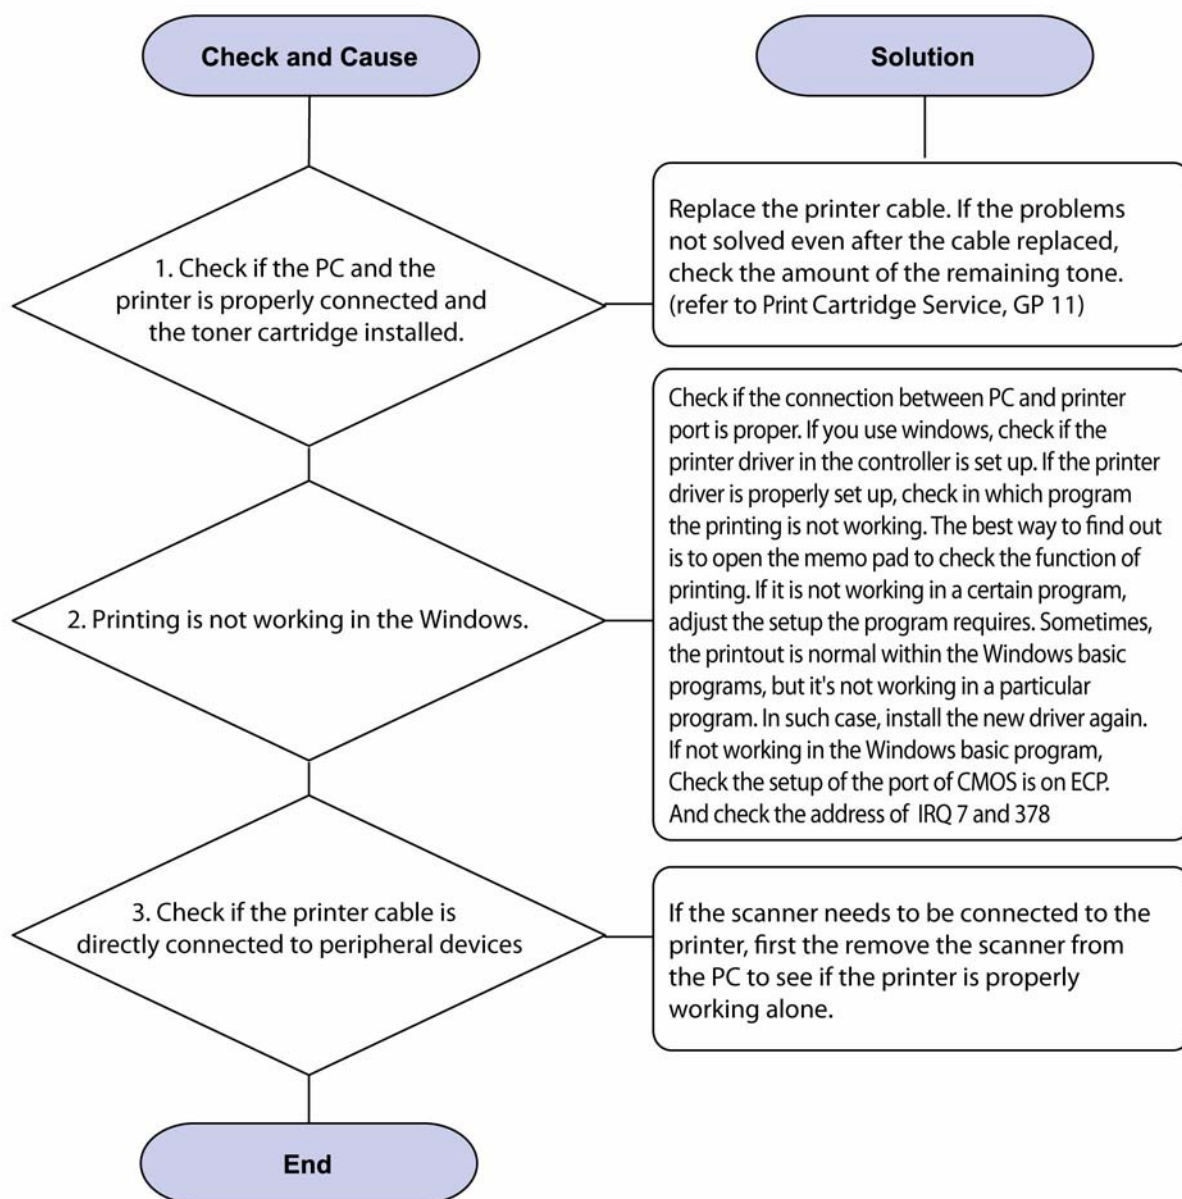 Check and Cause
Solution
1. Check if the PC and the
printer is properly connected and
the toner cartridge installed.
Replace the printer cable. If the problems
not solved even after the cable replaced,
check the amount of the remaining tone.
(refer to Print Cartridge Service, GP 11)
2. Printing is not working in the Windows.
Check if the connection between PC and printer
port is proper. If you use windows, check if the
printer driver in the controller is set up. If the printer
driver is properly set up, check in which program
the printing is not working. The best way to find out
is to open the memo pad to check the function of
printing. If it is not working in a certain program,
adjust the setup the program requires. Sometimes,
the printout is normal within the Windows basic
programs, but it's not working in a particular
program. In such case, install the new driver again.
If not working in the Windows basic program,
Check the setup of the port of CMOS is on ECP.
And check the address of IRQ 7 and 378
3. Check if the printer cable is
directly connected to peripheral devices
If the scanner needs to be connected to the
printer, first the remove the scanner from
the PC to see if the printer is properly
working alone.
End